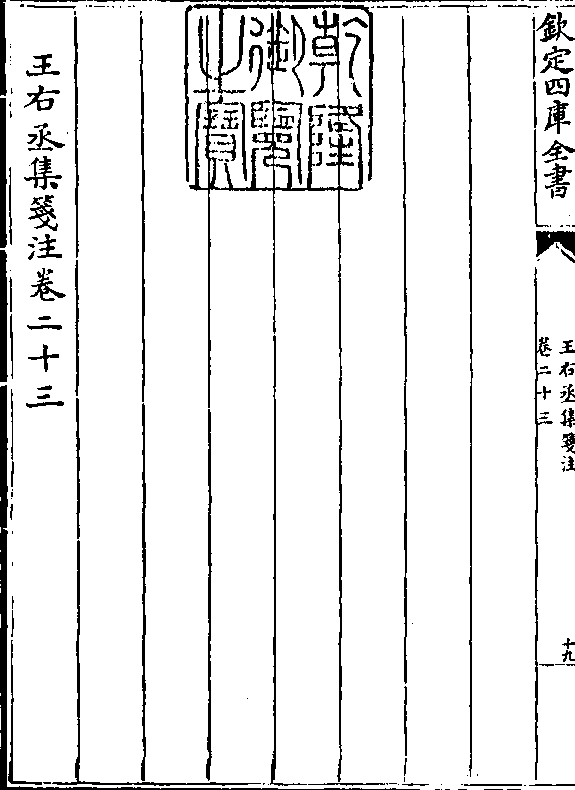 欽定四庫全書
王右丞集箋注
卷二十三
十九
乾隆御覽之寶
王右丞集箋注卷二十三